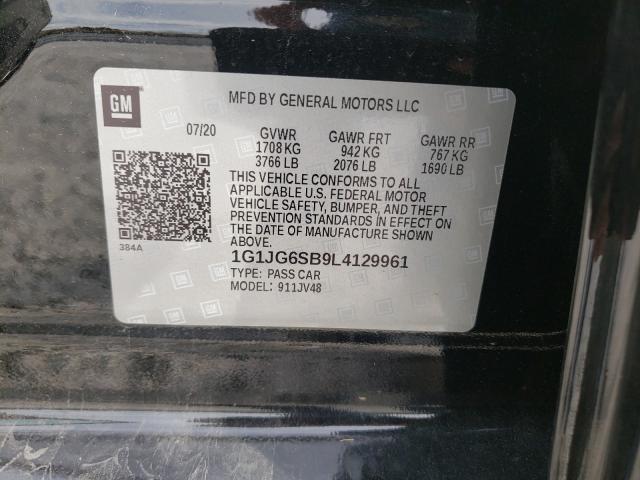 GM
MFD BY GENERAL MOTORS LLC
07/20 GVWR GAWR FRT GAWR RR
1708 KG 942 KG 767 KG
3766 LB 2076 LB 1690 LB
THIS VEHICLE CONFORMS TO ALL
APPLICABLE U.S. FEDERAL MOTOR
VEHICLE SAFETY, BUMPER, AND THEFT
PREVENTION STANDARDS IN EFFECT ON
THE DATE OF MANUFACTURE SHOWN
ABOVE.
384A
1G1JG6SB9L4129961
TYPE: PASS CAR
MODEL: 911JV48